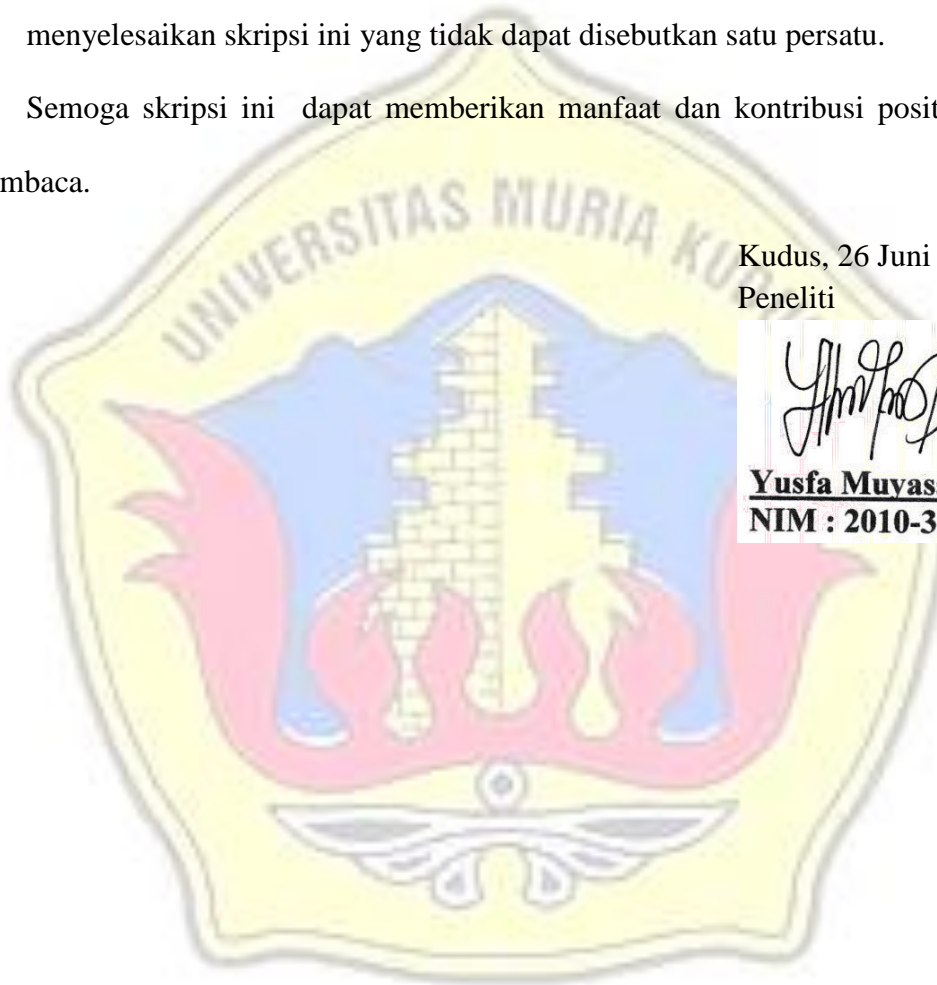 menyelesaikan skripsi ini yang tidak dapat disebutkan satu persatu.
Semoga skripsi ini dapat memberikan manfaat dan kontribusi posit
mbaca.
UNIVERSITAS MURIA KUD
Kudus, 26 Juni
Peneliti
Yusfa Muyas
NIM : 2010-3